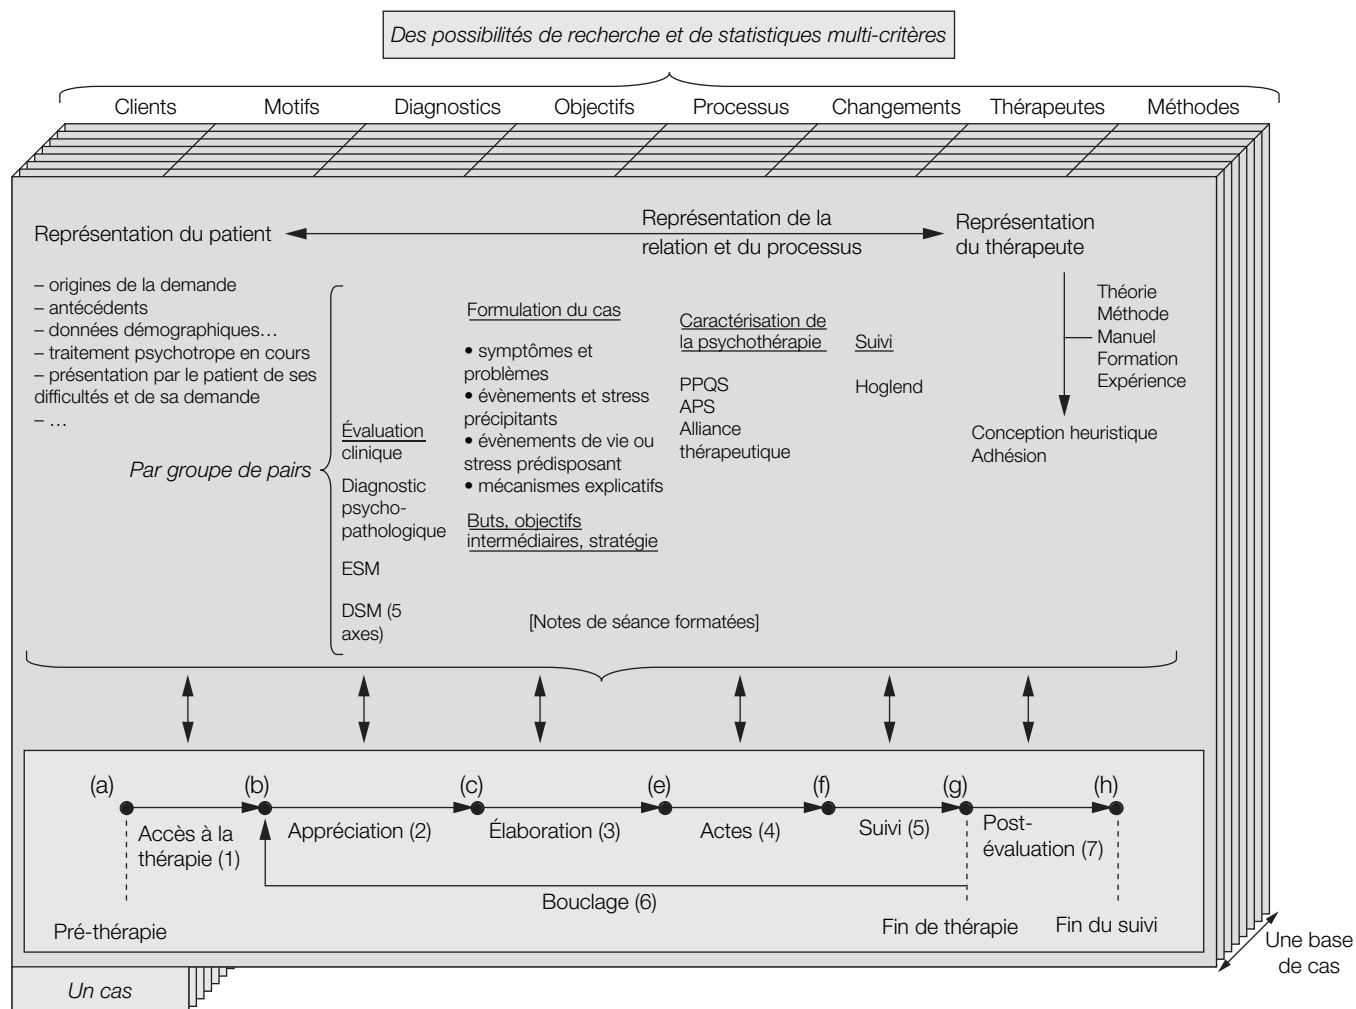 Des possibilités de recherche et de statistiques multi-critères
Clients Motifs Diagnostics Objectifs Processus Changements Thérapeutes Méthodes
Représentation du patient
Représentation de la
relation et du processus
Représentation
du thérapeute
– origines de la demande
– antécédents
– données démographiques…
– traitement psychotrope en cours
– présentation par le patient de ses
difficultés et de sa demande
– …
Par groupe de pairs
Évaluation
clinique
Diagnostic
psycho-
pathologique
ESM
DSM (5
axes)
Formulation du cas
• symptômes et
problèmes
• évènements et stress
précipitants
• évènements de vie ou
stress prédisposant
• mécanismes explicatifs
Buts, objectifs
intermédiaires, stratégie
Caractérisation de
la psychothérapie
PPQS
APS
Alliance
thérapeutique
Suivi
Hoglend
Théorie
Méthode
Manuel
Formation
Expérience
Conception heuristique
Adhésion
[Notes de séance formatées]
(a) (b) (c) (e) (f) (g) (h)
Accès à la
thérapie (1)
Appréciation (2)
Élaboration (3)
Actes (4)
Suivi (5)
Post-
évaluation (7)
Bouclage (6)
Pré-thérapie
Fin de thérapie
Fin du suivi
Une base
de cas
Un cas